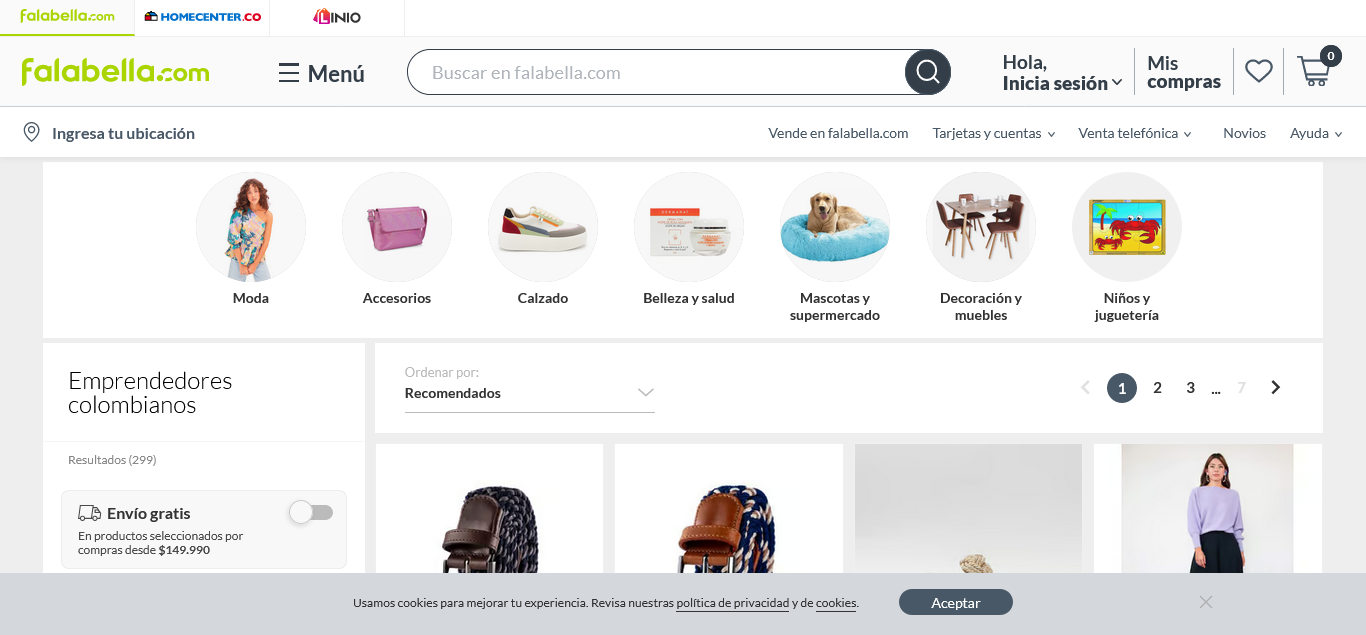 falabella.com
HOMECENTER.CO
LINIO
falabella.com
Menú
Buscar en falabella.com
Hola,
Inicia sesión
Mis
compras
0
Ingresa tu ubicación
Vende en falabella.com
Tarjetas y cuentas
Venta telefónica
Novios
Ayuda
Moda
Accesorios
Calzado
Belleza y salud
Mascotas y
supermercado
Decoración y
muebles
Niños y
juguetería
Emprendedores
colombianos
Resultados (299)
Envío gratis
En productos seleccionados por
compras desde $149.990
Ordenar por:
Recomendados
1 2 3 ... 7
Usamos cookies para mejorar tu experiencia. Revisa nuestras política de privacidad y de cookies.
Aceptar